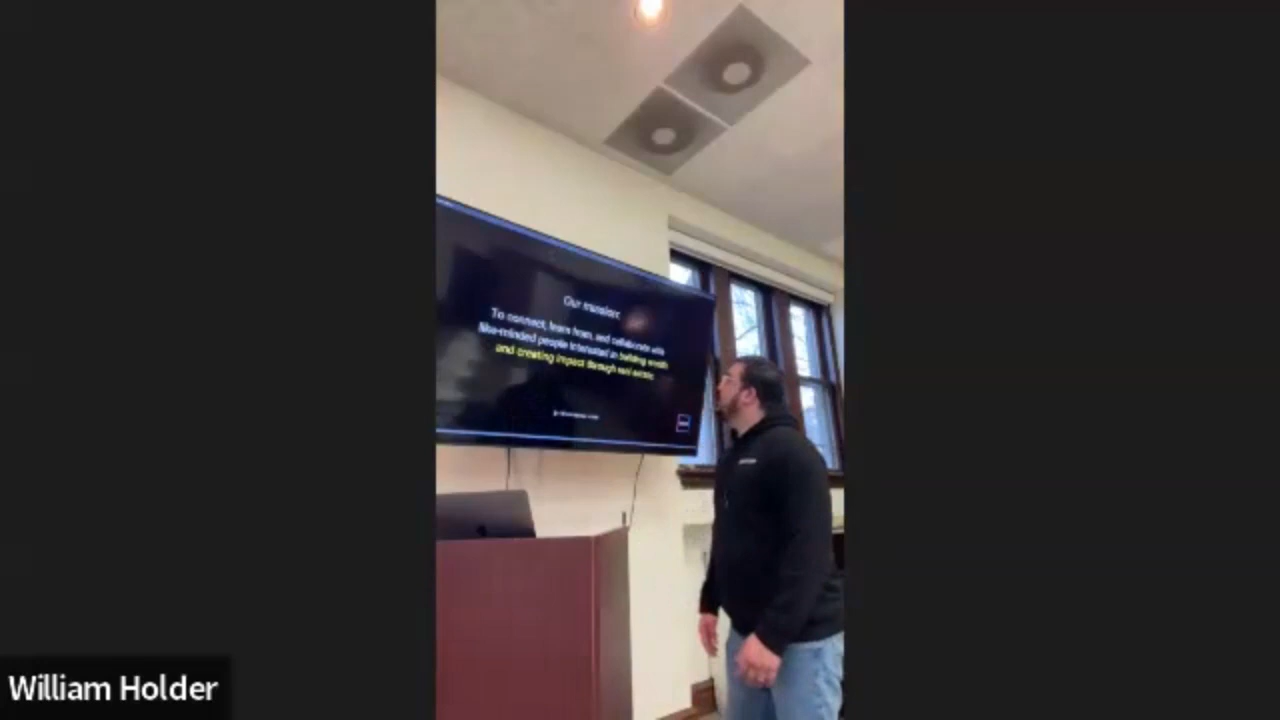 Our mission:
To connect, learn from, and collaborate with
like-minded people interested in building wealth
and creating impact through real estate.
William Holder